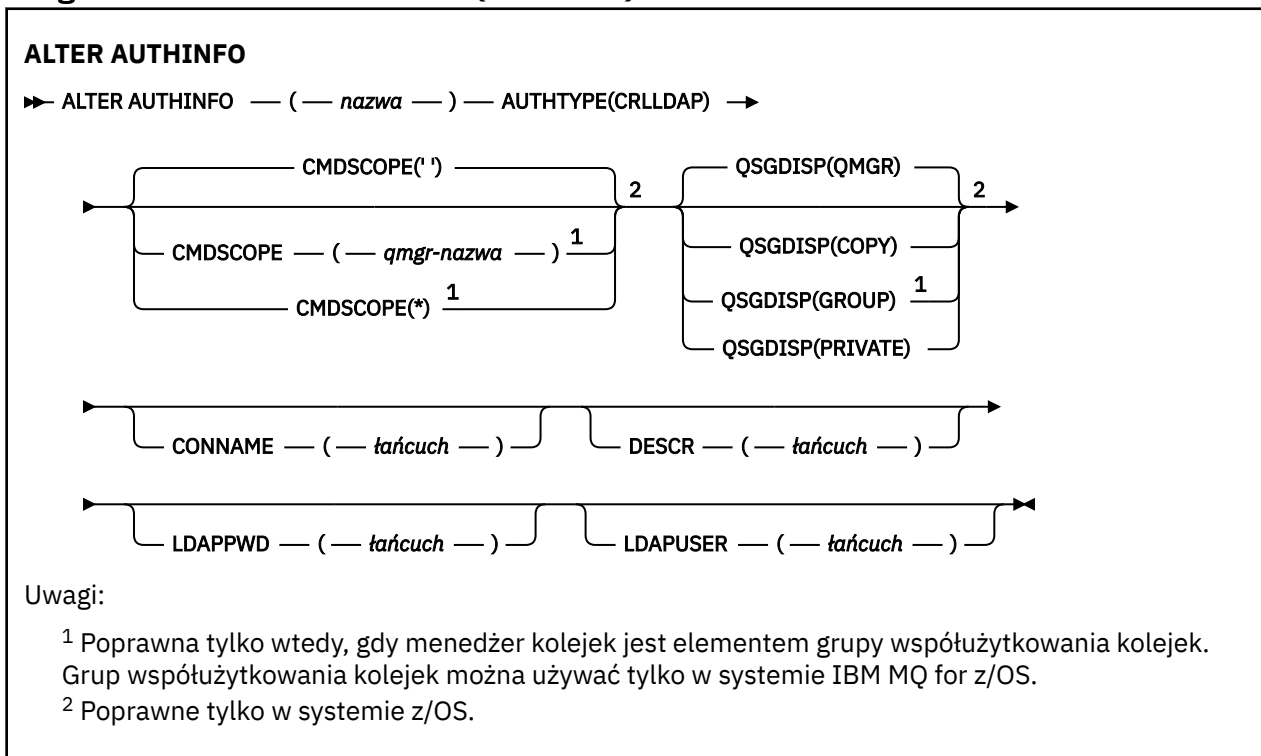 ALTER AUTHINFO
ALTER AUTHINFO — ( — nazwa — ) — AUTHTYPE(CRLLDAP)
CMDSCOPE(' ')
2
CMDSCOPE — ( — qmgr-nazwa — ) 1
CMDSCOPE(*) 1
QSGDISP(QMGR)
2
QSGDISP(COPY)
QSGDISP(GROUP) 1
QSGDISP(PRIVATE)
CONNAME — ( — łańcuch — )
DESCR — ( — łańcuch — )
LDAPPWD — ( — łańcuch — )
LDAPUSER — ( — łańcuch — )
Uwagi:
1 Poprawna tylko wtedy, gdy menedżer kolejek jest elementem grupy współużytkowania kolejek.
Grup współużytkowania kolejek można używać tylko w systemie IBM MQ for z/OS.
2 Poprawne tylko w systemie z/OS.